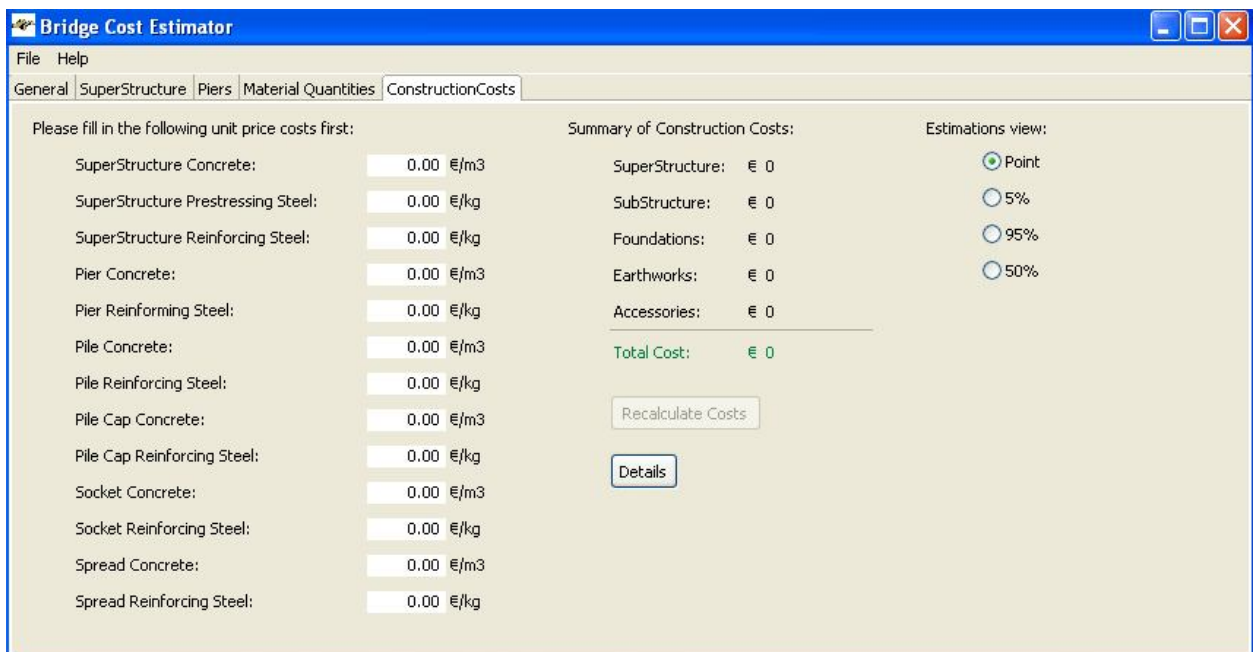 Bridge Cost Estimator
File Help
General SuperStructure Piers Material Quantities ConstructionCosts
Please fill in the following unit price costs first:
SuperStructure Concrete: 0.00 €/m3
SuperStructure Prestressing Steel: 0.00 €/kg
SuperStructure Reinforcing Steel: 0.00 €/kg
Pier Concrete: 0.00 €/m3
Pier Reinforming Steel: 0.00 €/kg
Pile Concrete: 0.00 €/m3
Pile Reinforcing Steel: 0.00 €/kg
Pile Cap Concrete: 0.00 €/m3
Pile Cap Reinforcing Steel: 0.00 €/kg
Socket Concrete: 0.00 €/m3
Socket Reinforcing Steel: 0.00 €/kg
Spread Concrete: 0.00 €/m3
Spread Reinforcing Steel: 0.00 €/kg
Summary of Construction Costs:
SuperStructure: € 0
SubStructure: € 0
Foundations: € 0
Earthworks: € 0
Accessories: € 0
Total Cost: € 0
Recalculate Costs
Details
Estimations view:
Point
5%
95%
50%